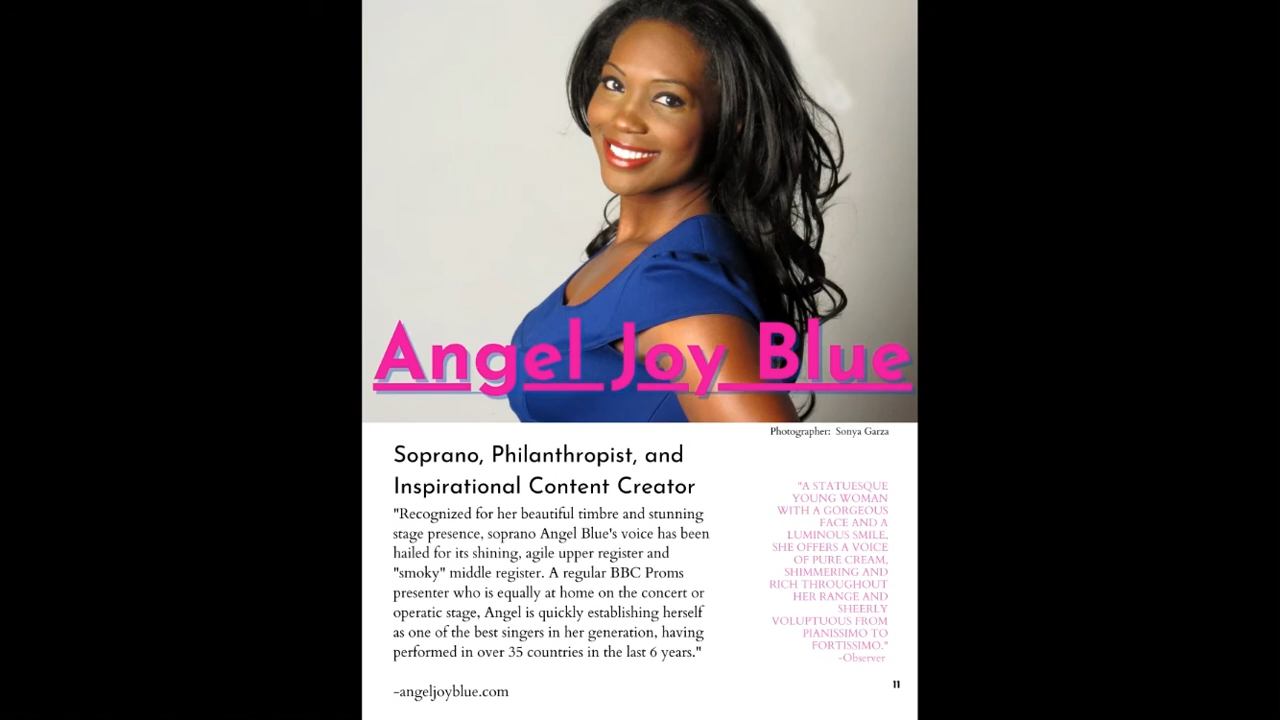 Angel Joy Blue
Photographer: Sonya Garza
Soprano, Philanthropist, and
Inspirational Content Creator
"Recognized for her beautiful timbre and stunning
stage presence, soprano Angel Blue's voice has been
hailed for its shining, agile upper register and
"smoky" middle register. A regular BBC Proms
presenter who is equally at home on the concert or
operatic stage, Angel is quickly establishing herself
as one of the best singers in her generation, having
performed in over 35 countries in the last 6 years."
-angeljoyblue.com
"A STATUESQUE
YOUNG WOMAN
WITH A GORGEOUS
FACE AND A
LUMINOUS SMILE,
SHE OFFERS A VOICE
OF PURE CREAM,
SHIMMERING AND
RICH THROUGHOUT
HER RANGE AND
SHEERLY
VOLUPTUOUS FROM
PIANISSIMO TO
FORTISSIMO."
-Observer
11